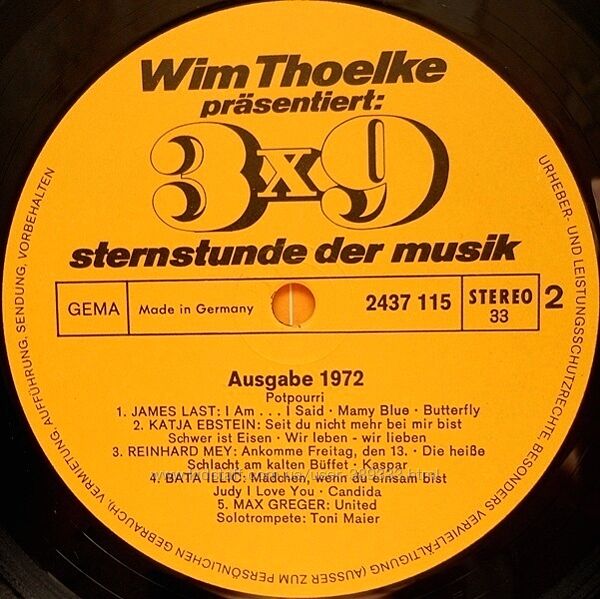 Wim Thoelke
präsentiert:
3x9
sternstunde der musik
GEMA
Made in Germany
2437 115
STEREO
33
2
Ausgabe 1972
Potpourri
1. JAMES LAST: I Am . . . I Said · Mamy Blue · Butterfly
2. KATJA EBSTEIN: Seit du nicht mehr bei mir bist
Schwer ist Eisen · Wir leben - wir lieben
3. REINHARD MEY: Ankomme Freitag, den 13. · Die heiße
Schlacht am kalten Büffet · Kaspar
4. BATA ILLIC: Mädchen, wenn du einsam bist
Judy I Love You · Candida
5. MAX GREGER: United
Solotrompete: Toni Maier
URHEBER- UND LEISTUNGSSCHUTZRECHTE, BESONDERS VERVIELFÄLTIGUNG (AUSSER ZUM PERSÖNLICHEN GEBRAUCH), VERMIETUNG, AUFFÜHRUNG, SENDUNG, VORBEHALTEN